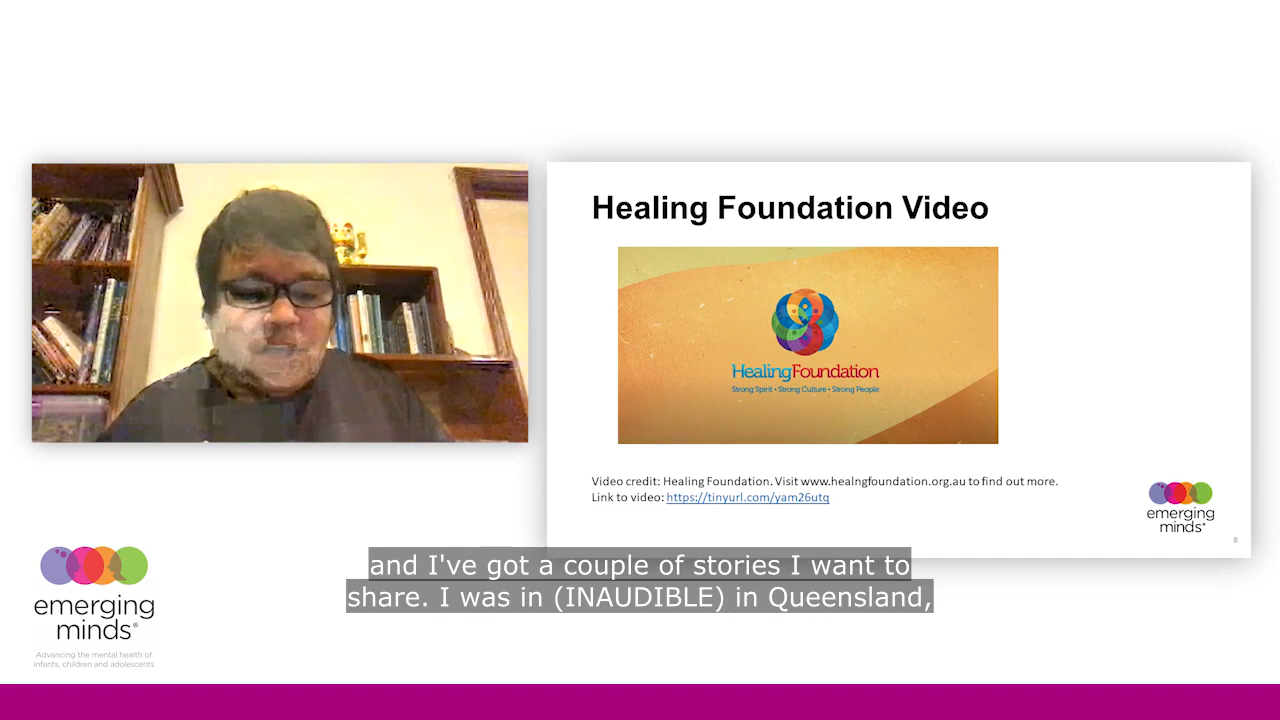 Healing Foundation Video
HealingFoundation
Strong Spirit • Strong Culture • Strong People
Video credit: Healing Foundation. Visit www.healngfoundation.org.au to find out more.
Link to video: https://tinyurl.com/yam26utq
emerging
minds®
8
and I've got a couple of stories I want to
share. I was in (INAUDIBLE) in Queensland,
emerging
minds®
Advancing the mental health of
infants, children and adolescents